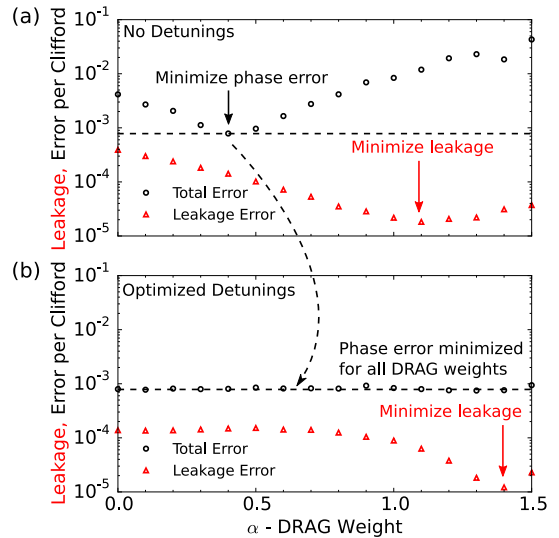 (a)
No Detunings
Minimize phase error
Minimize leakage
Total Error
Leakage Error
Leakage, Error per Clifford
10⁻¹
10⁻²
10⁻³
10⁻⁴
10⁻⁵
(b)
Optimized Detunings
Phase error minimized
for all DRAG weights
Minimize leakage
Total Error
Leakage Error
Leakage, Error per Clifford
10⁻¹
10⁻²
10⁻³
10⁻⁴
10⁻⁵
0.0 0.5 1.0 1.5
α - DRAG Weight